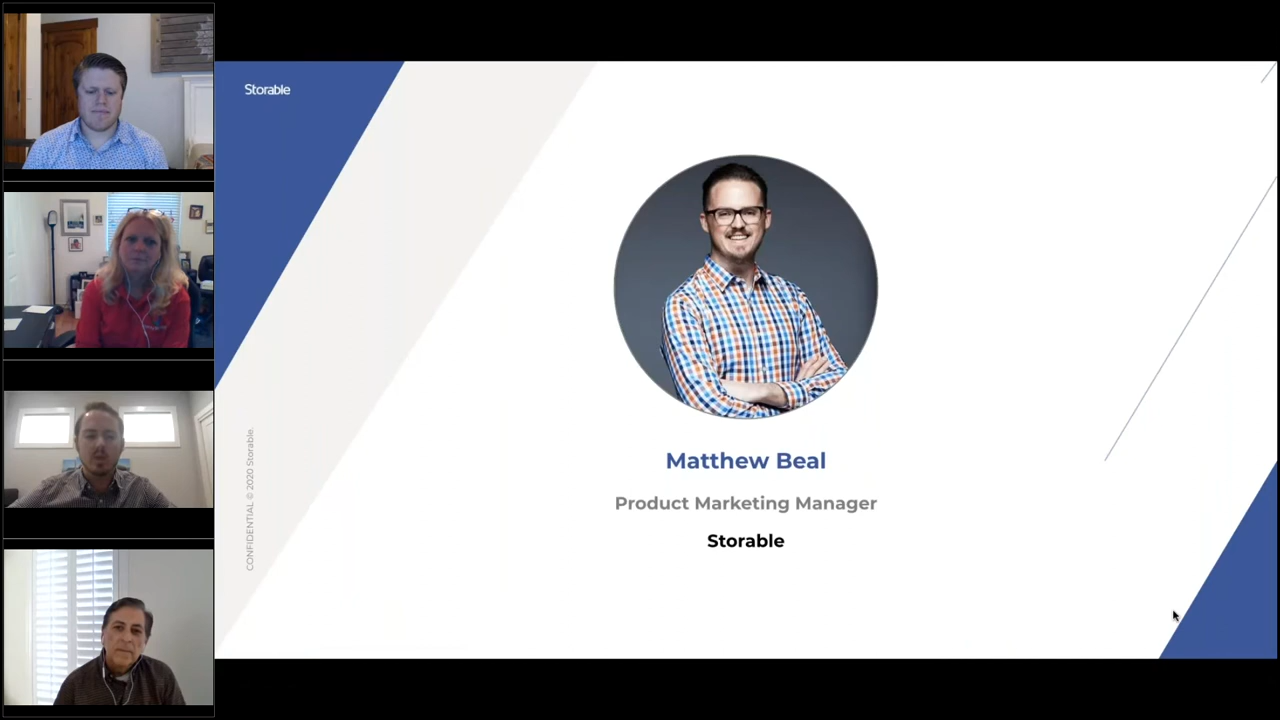 Storable
Matthew Beal
Product Marketing Manager
Storable
CONFIDENTIAL © 2020 Storable.